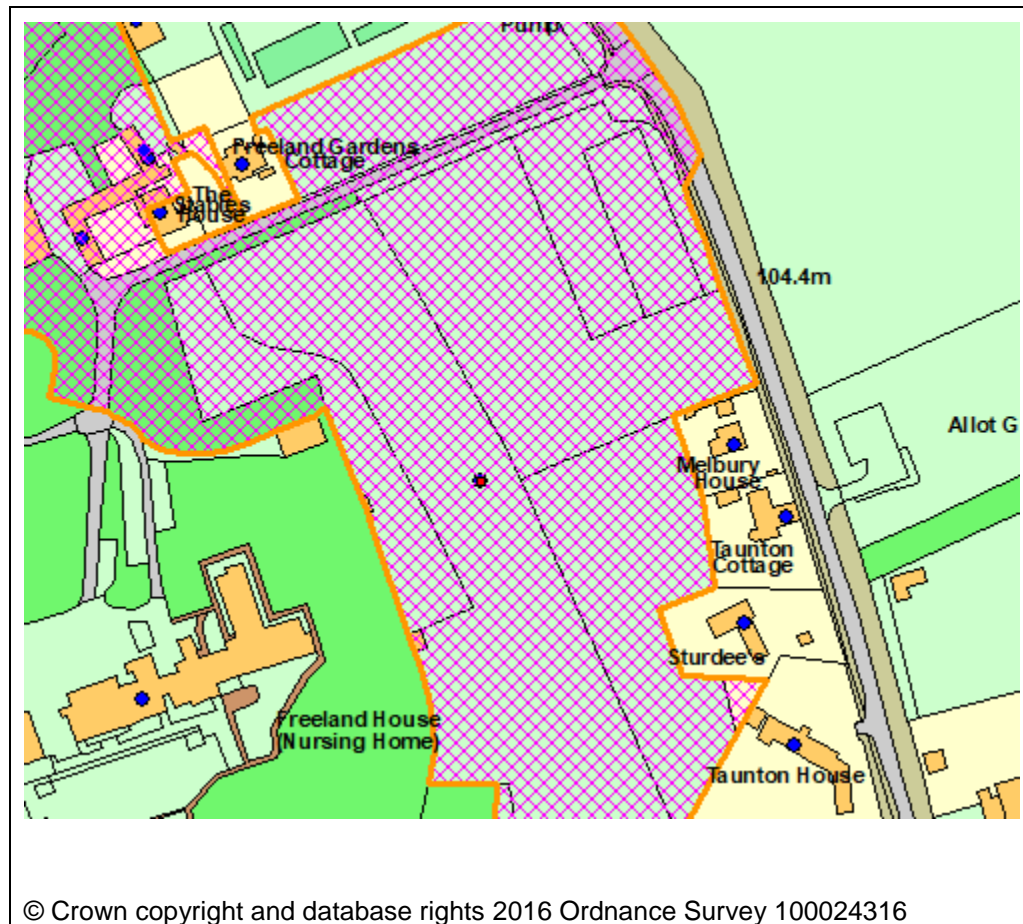 Pump
Freeland Gardens
Cottage
The
Stables
House
104.4m
Allot G
Melbury
House
Taunton
Cottage
Sturdee's
Freeland House
(Nursing Home)
Taunton House
© Crown copyright and database rights 2016 Ordnance Survey 100024316